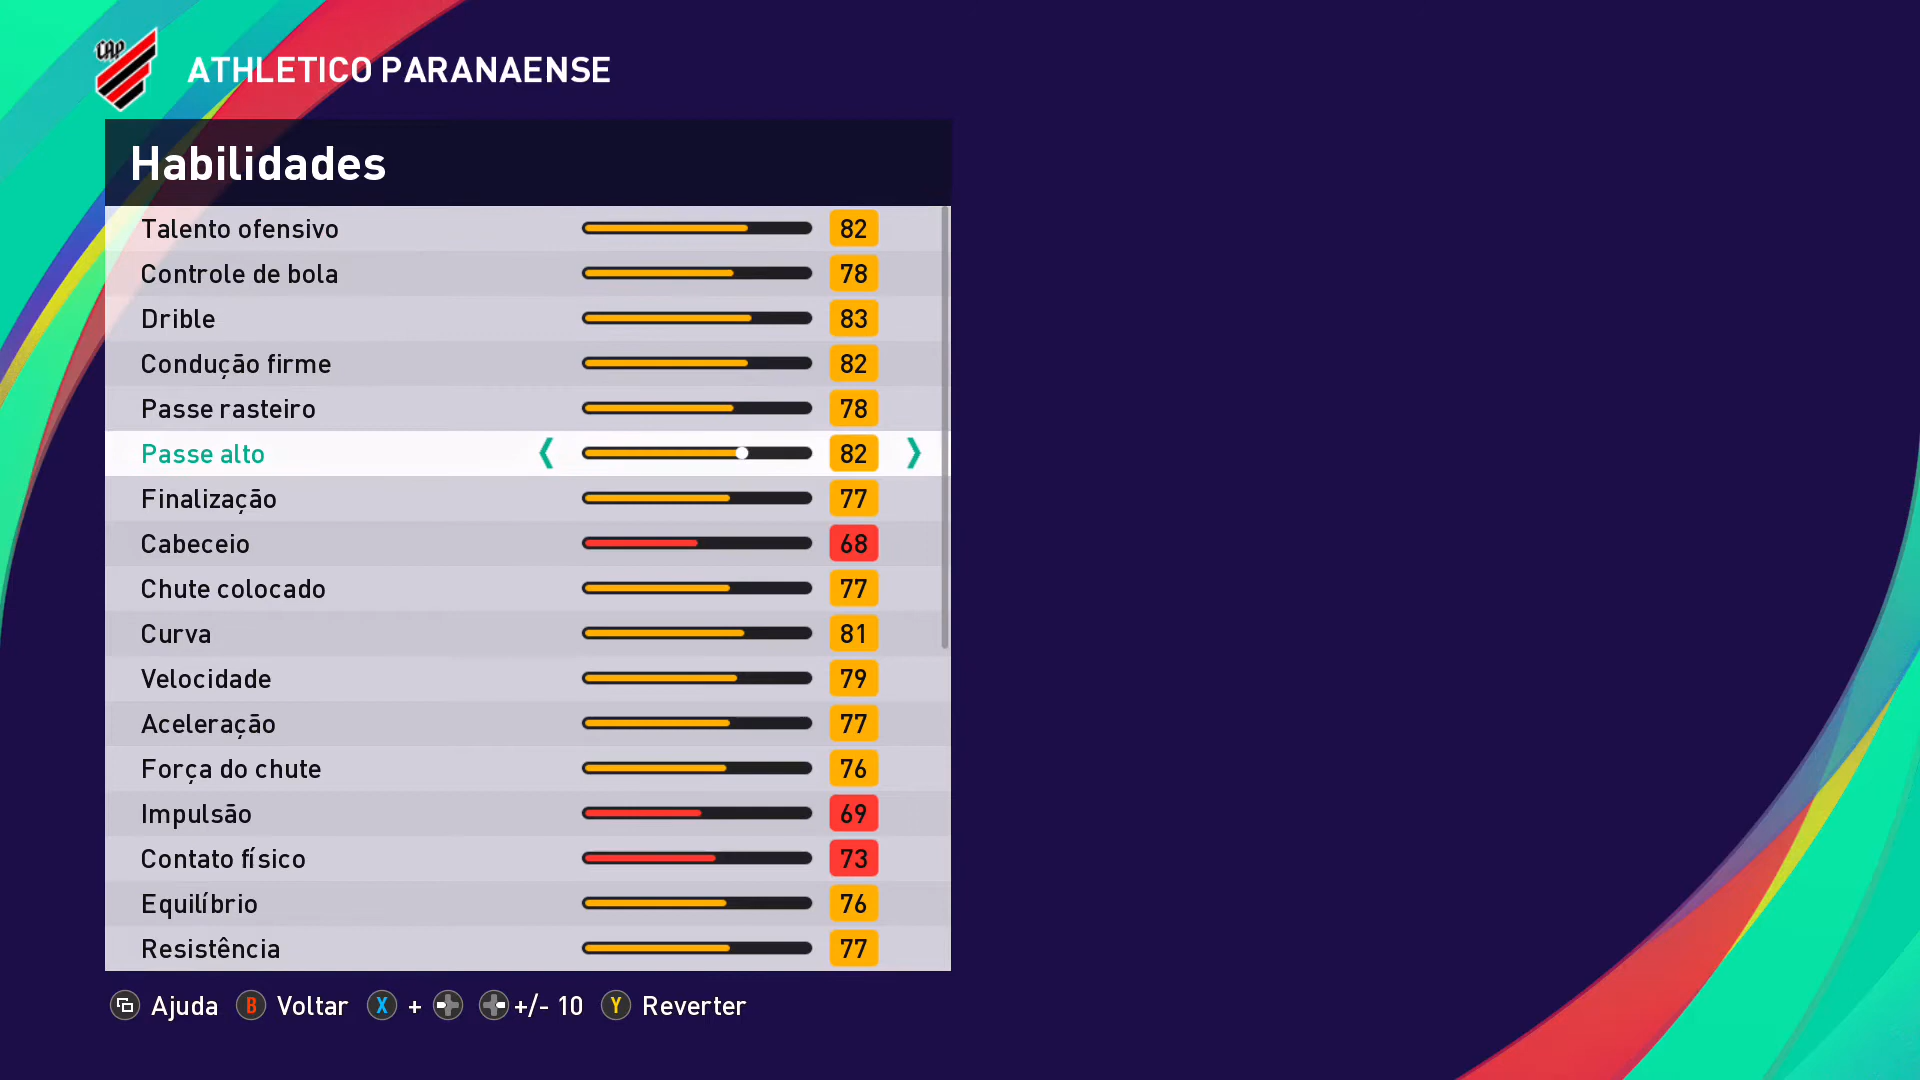 CAP
ATHLETICO PARANAENSE
Habilidades
Talento ofensivo 82
Controle de bola 78
Drible 83
Condução firme 82
Passe rasteiro 78
Passe alto 82
Finalização 77
Cabeceio 68
Chute colocado 77
Curva 81
Velocidade 79
Aceleração 77
Força do chute 76
Impulsão 69
Contato físico 73
Equilíbrio 76
Resistência 77
Ajuda B Voltar X + +/- 10 Y Reverter